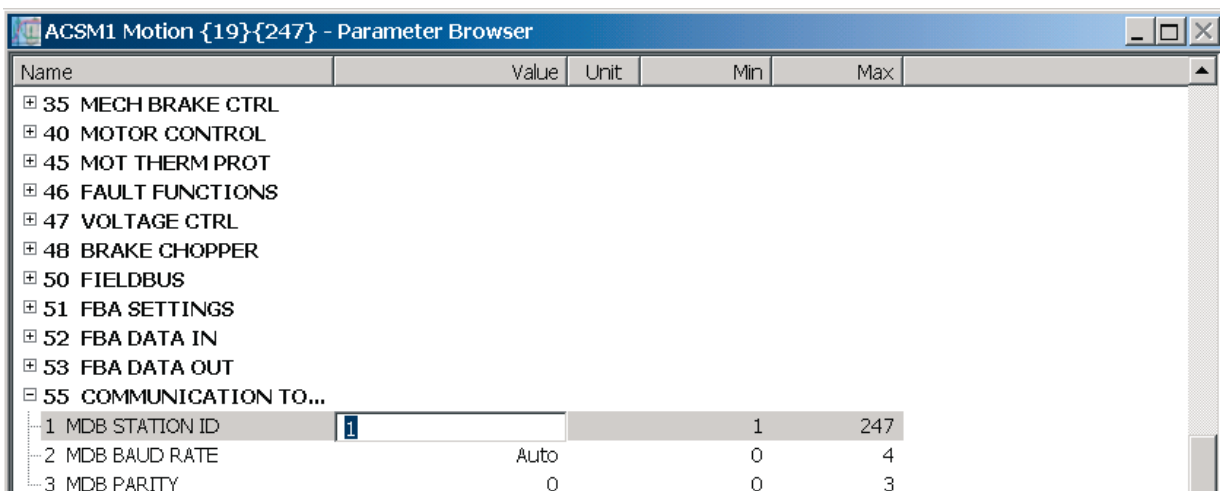 ACSM1 Motion {19}{247} - Parameter Browser
Name Value Unit Min Max
35 MECH BRAKE CTRL
40 MOTOR CONTROL
45 MOT THERM PROT
46 FAULT FUNCTIONS
47 VOLTAGE CTRL
48 BRAKE CHOPPER
50 FIELDBUS
51 FBA SETTINGS
52 FBA DATA IN
53 FBA DATA OUT
55 COMMUNICATION TO...
1 MDB STATION ID 1 1 247
2 MDB BAUD RATE Auto 0 4
3 MDB PARITY 0 0 3